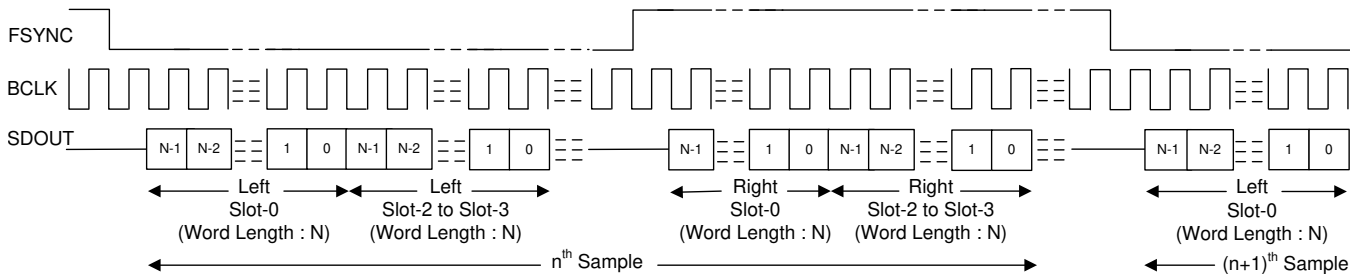 FSYNC
BCLK
SDOUT
N-1 N-2 1 0 N-1 N-2 1 0 N-1 1 0 N-1 N-2 1 0 N-1 N-2 1 0
Left Left Right Right Left
Slot-0 Slot-2 to Slot-3 Slot-0 Slot-2 to Slot-3 Slot-0
(Word Length : N) (Word Length : N) (Word Length : N) (Word Length : N) (Word Length : N)
nth Sample (n+1)th Sample